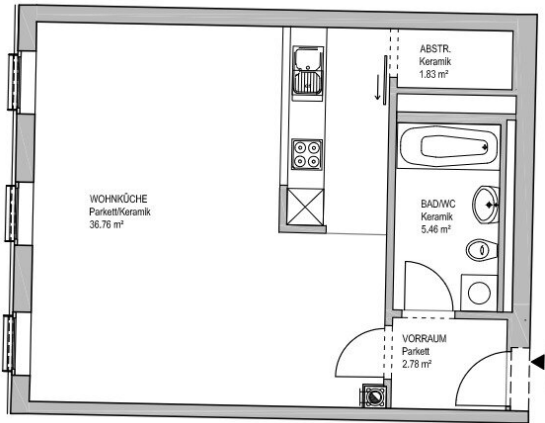 ABSTR.
Keramik
1.83 m²
WOHNKÜCHE
Parkett/Keramik
36.76 m²
BAD/WC
Keramik
5.46 m²
VORRAUM
Parkett
2.78 m²